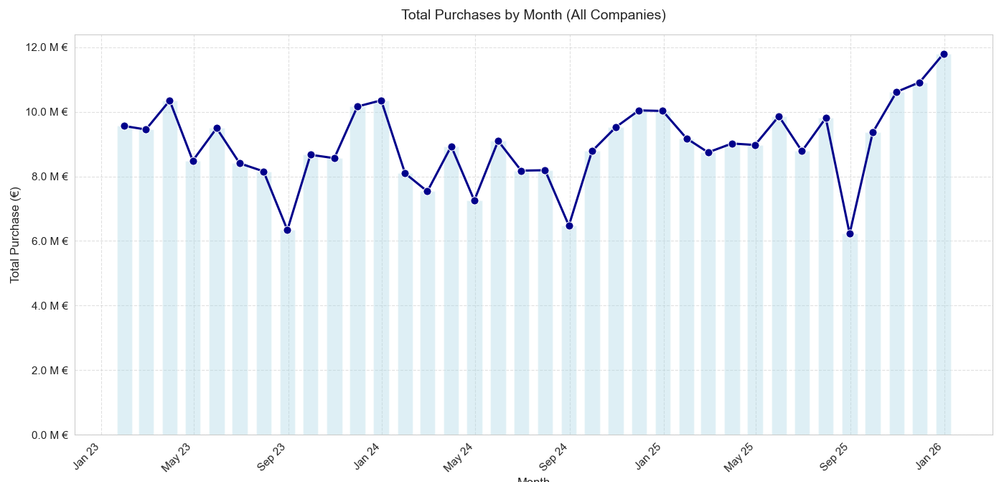 Total Purchases by Month (All Companies)
12.0 M €
10.0 M €
8.0 M €
6.0 M €
4.0 M €
2.0 M €
0.0 M €
Total Purchase (€)
Jan 23
May 23
Sep 23
Jan 24
May 24
Sep 24
Jan 25
May 25
Sep 25
Jan 26
Month